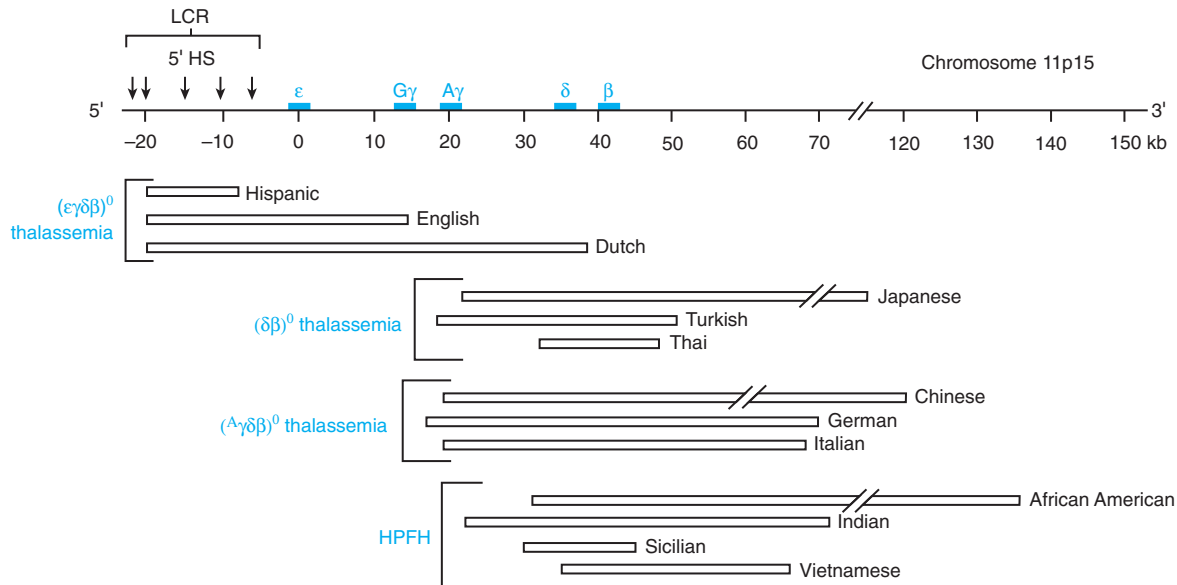 LCR
5' HS
Chromosome 11p15
ε Gγ Aγ δ β
5' 3'
–20 –10 0 10 20 30 40 50 60 70 120 130 140 150 kb
(εγδβ)⁰
thalassemia
Hispanic
English
Dutch
(δβ)⁰ thalassemia
Japanese
Turkish
Thai
(ᴬγδβ)⁰ thalassemia
Chinese
German
Italian
HPFH
African American
Indian
Sicilian
Vietnamese